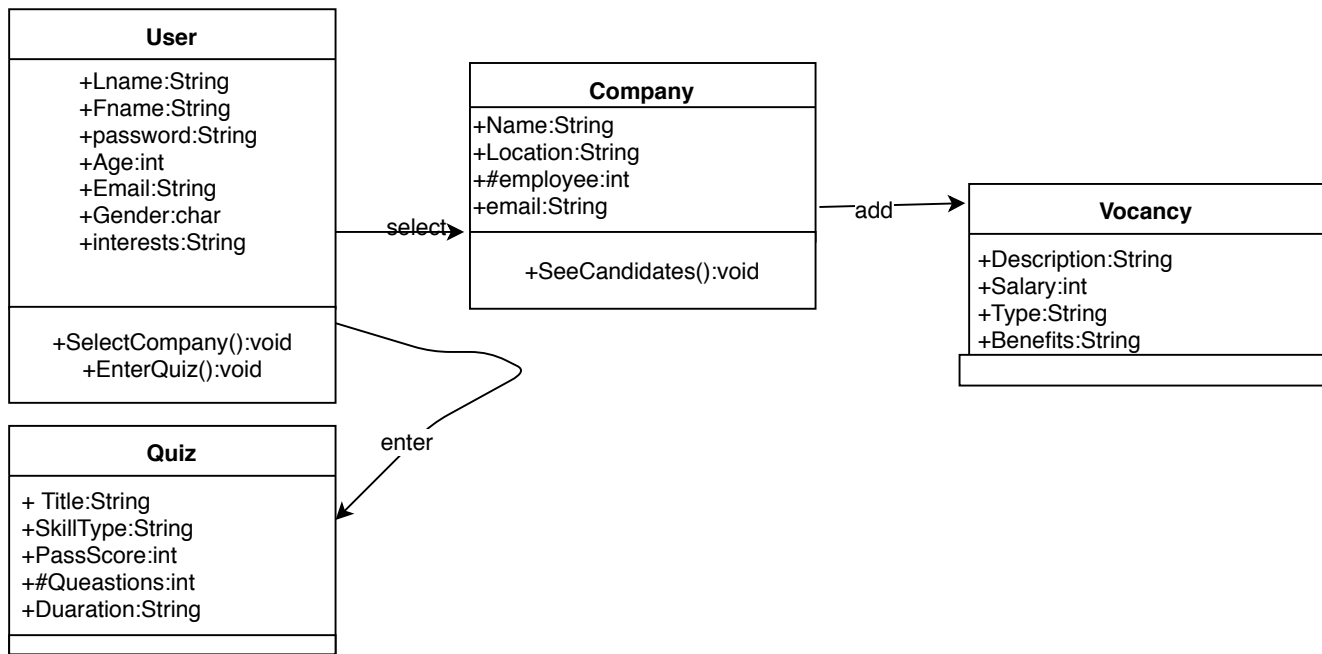 User
+Lname:String
+Fname:String
+password:String
+Age:int
+Email:String
+Gender:char
+interests:String
+SelectCompany():void
+EnterQuiz():void
select
Company
+Name:String
+Location:String
+#employee:int
+email:String
+SeeCandidates():void
add
Vocancy
+Description:String
+Salary:int
+Type:String
+Benefits:String
enter
Quiz
+ Title:String
+SkillType:String
+PassScore:int
+#Queastions:int
+Duaration:String